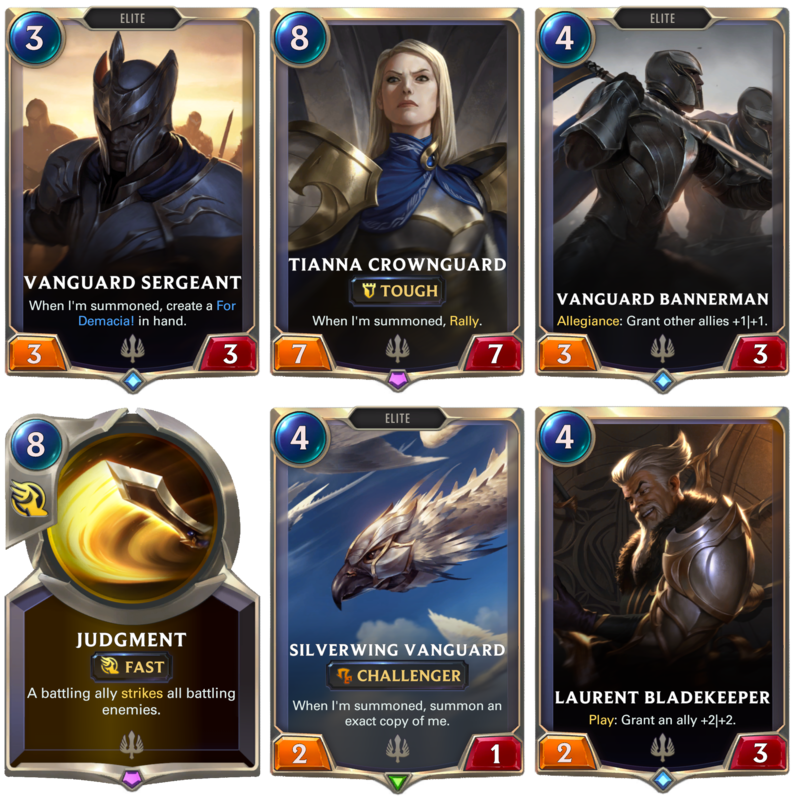 3
ELITE
VANGUARD SERGEANT
When I'm summoned, create a For
Demacia! in hand.
3
3
8
ELITE
TIANNA CROWNGUARD
TOUGH
When I'm summoned, Rally.
7
7
4
ELITE
VANGUARD BANNERMAN
Allegiance: Grant other allies +1|+1.
3
3
8
JUDGMENT
FAST
A battling ally strikes all battling
enemies.
4
ELITE
SILVERWING VANGUARD
CHALLENGER
When I'm summoned, summon an
exact copy of me.
2
1
4
LAURENT BLADEKEEPER
Play: Grant an ally +2|+2.
2
3